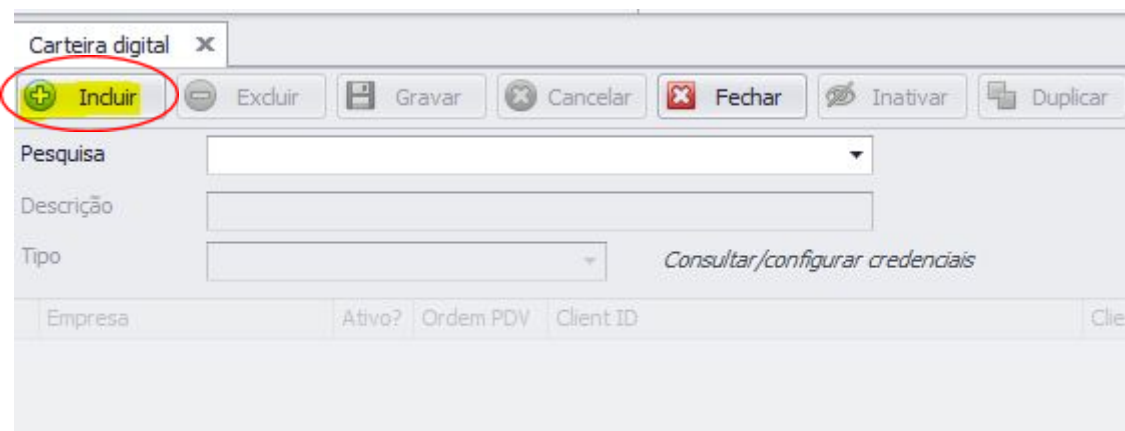 Carteira digital
Incluir Excluir Gravar Cancelar Fechar Inativar Duplicar
Pesquisa
Descrição
Tipo Consultar/configurar credenciais
Empresa Ativo? Ordem PDV Client ID Clie